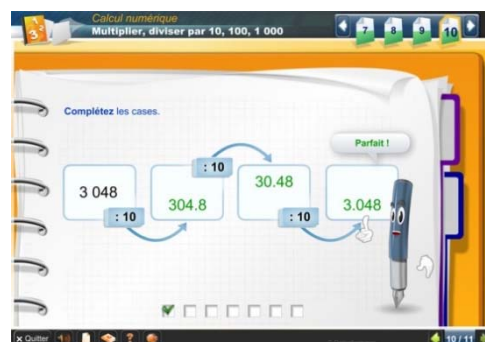 Calcul numérique
Multiplier, diviser par 10, 100, 1 000
7 8 9 10
Complétez les cases.
Parfait !
: 10
3 048
304.8
30.48
3.048
: 10
: 10
10
× Quitter
?
10 / 11